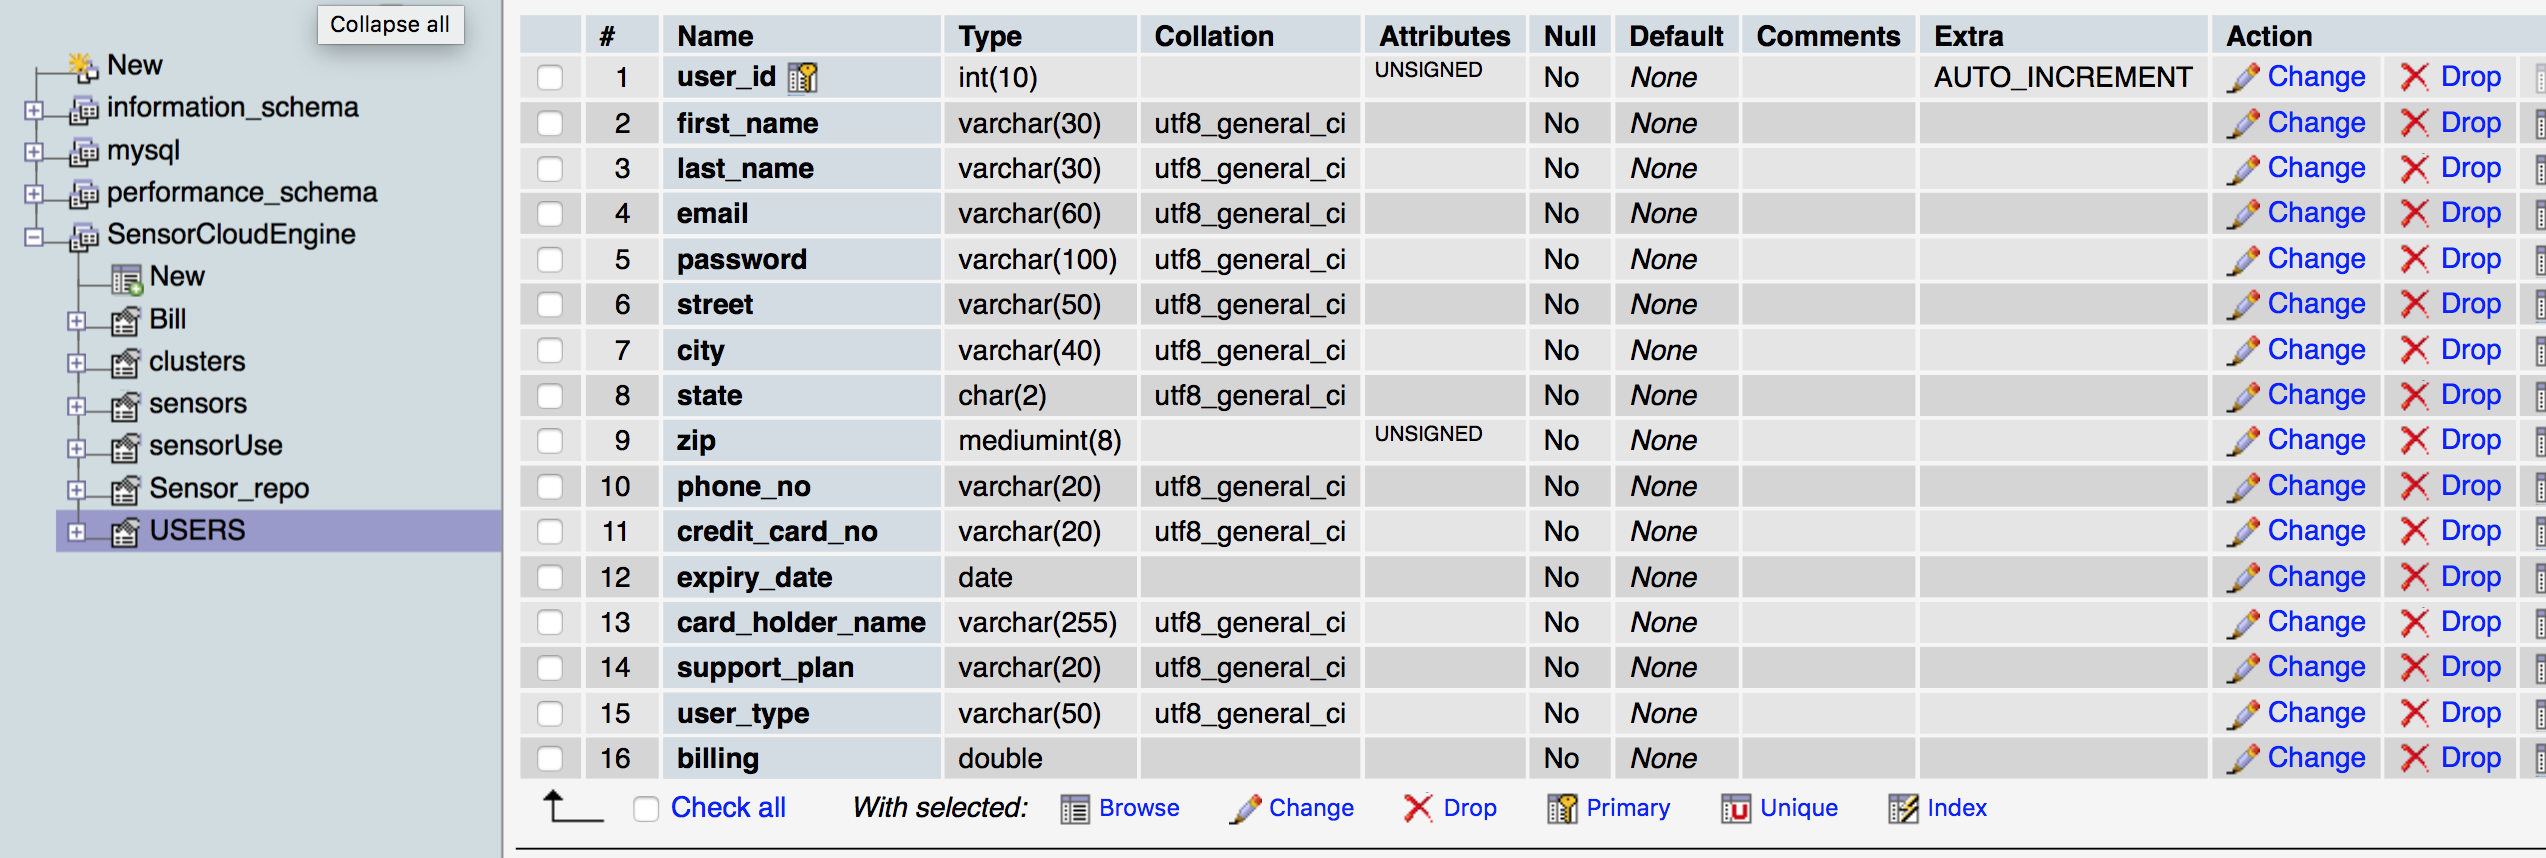 Collapse all
New
information_schema
mysql
performance_schema
SensorCloudEngine
New
Bill
clusters
sensors
sensorUse
Sensor_repo
USERS
# Name Type Collation Attributes Null Default Comments Extra Action
1 user_id int(10) UNSIGNED No None AUTO_INCREMENT Change Drop
2 first_name varchar(30) utf8_general_ci No None Change Drop
3 last_name varchar(30) utf8_general_ci No None Change Drop
4 email varchar(60) utf8_general_ci No None Change Drop
5 password varchar(100) utf8_general_ci No None Change Drop
6 street varchar(50) utf8_general_ci No None Change Drop
7 city varchar(40) utf8_general_ci No None Change Drop
8 state char(2) utf8_general_ci No None Change Drop
9 zip mediumint(8) UNSIGNED No None Change Drop
10 phone_no varchar(20) utf8_general_ci No None Change Drop
11 credit_card_no varchar(20) utf8_general_ci No None Change Drop
12 expiry_date date No None Change Drop
13 card_holder_name varchar(255) utf8_general_ci No None Change Drop
14 support_plan varchar(20) utf8_general_ci No None Change Drop
15 user_type varchar(50) utf8_general_ci No None Change Drop
16 billing double No None Change Drop
Check all With selected: Browse Change Drop Primary Unique Index